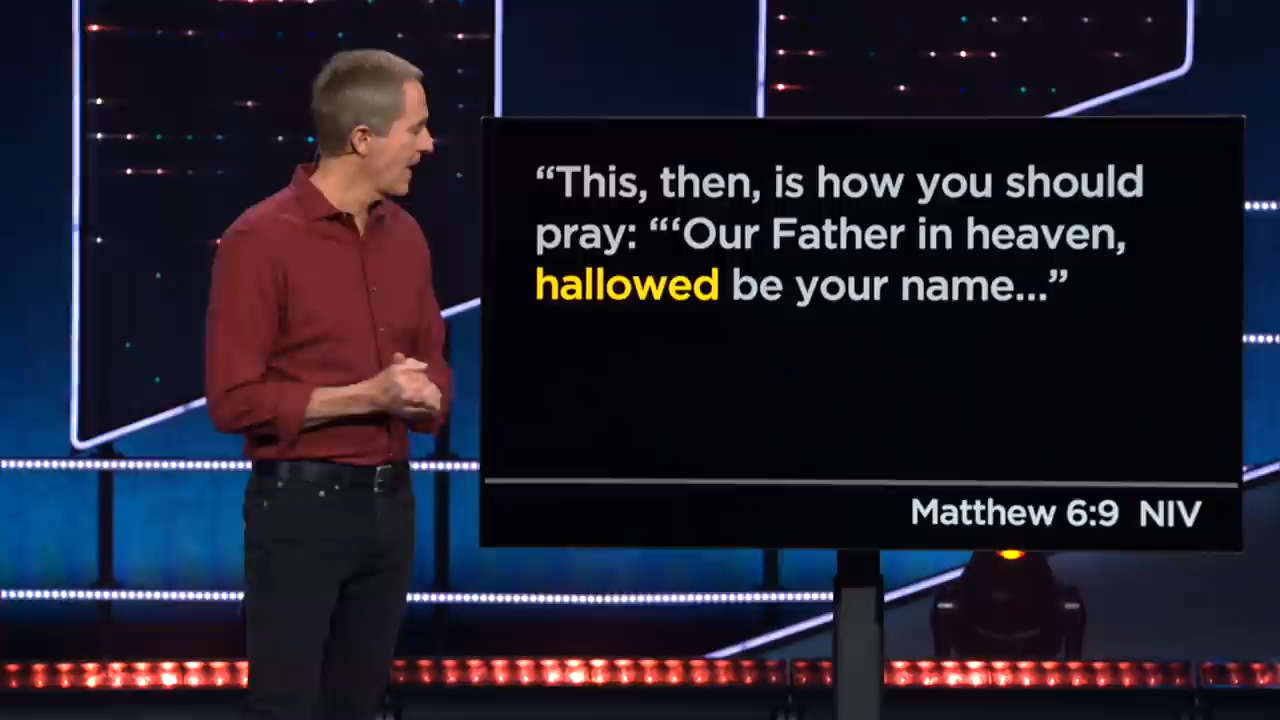 “This, then, is how you should
pray: “‘Our Father in heaven,
hallowed be your name...”
Matthew 6:9 NIV